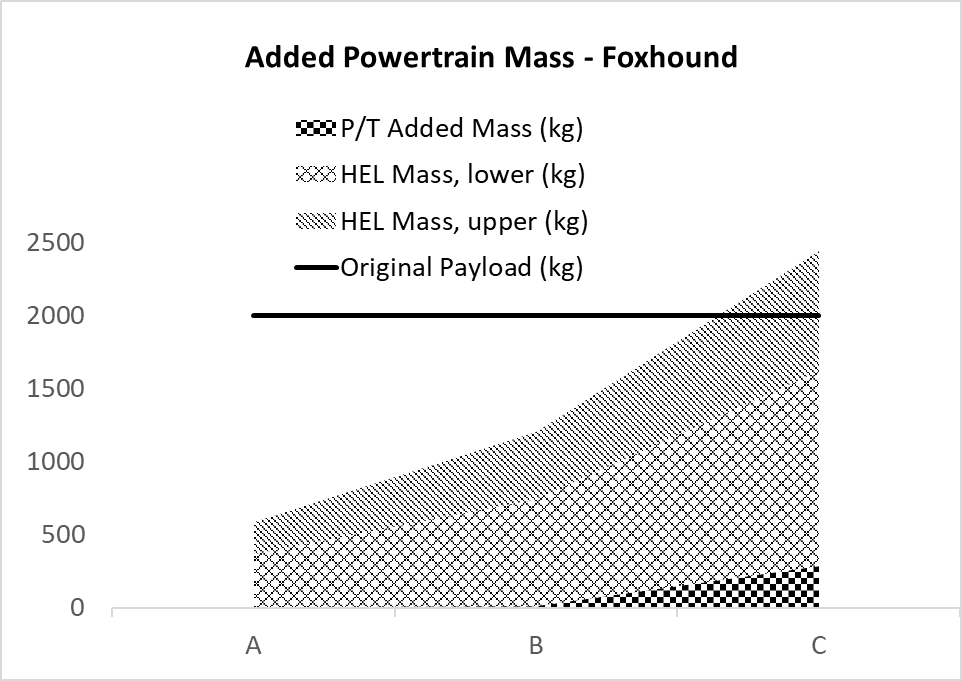 Added Powertrain Mass - Foxhound
P/T Added Mass (kg)
HEL Mass, lower (kg)
HEL Mass, upper (kg)
Original Payload (kg)
2500
2000
1500
1000
500
0
A B C